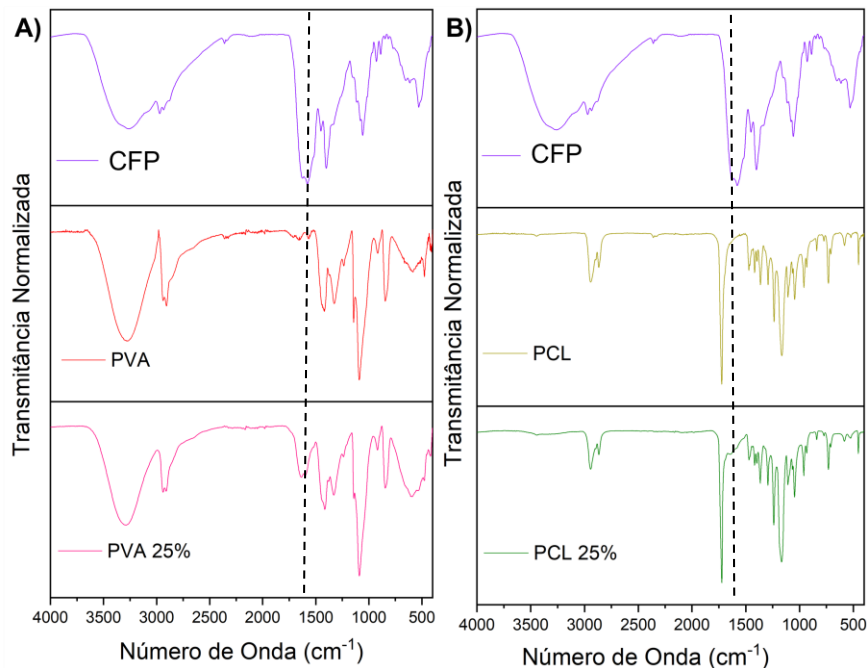 A)
Transmitância Normalizada
CFP
PVA
PVA 25%
4000 3500 3000 2500 2000 1500 1000 500
Número de Onda (cm⁻¹)
B)
Transmitância Normalizada
CFP
PCL
PCL 25%
4000 3500 3000 2500 2000 1500 1000 500
Número de Onda (cm⁻¹)